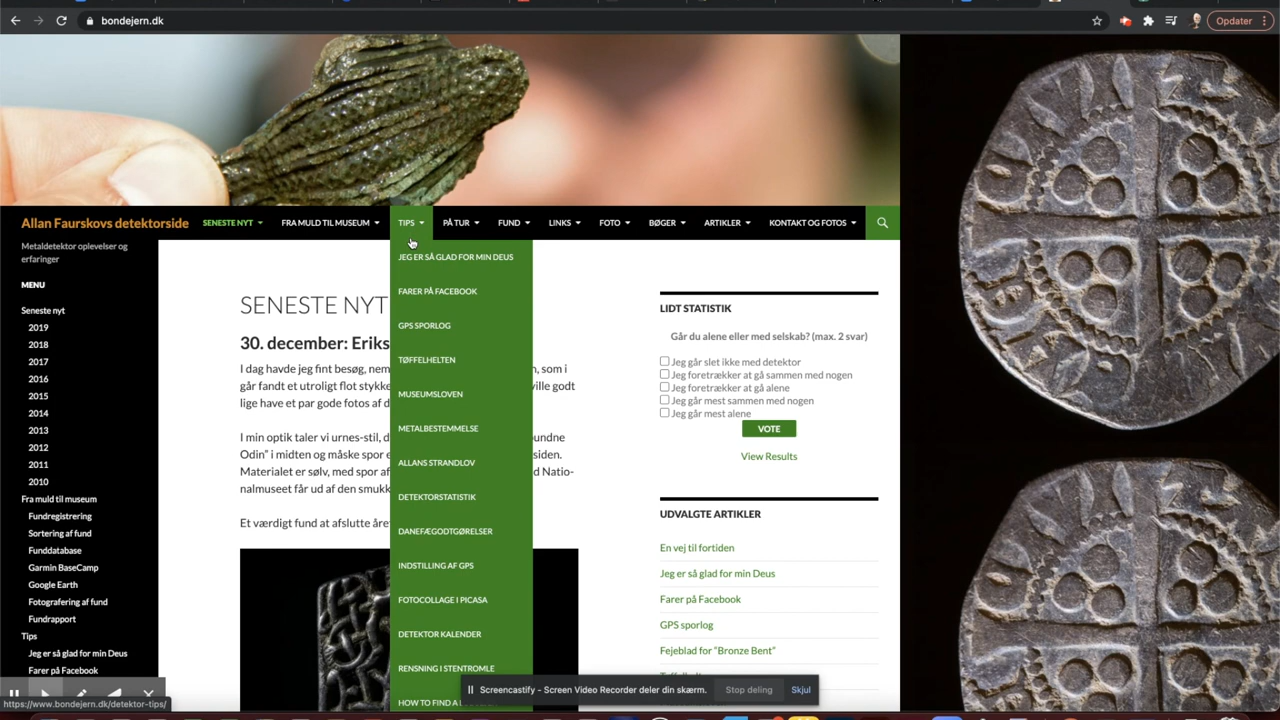 bondejern.dk
Opdater
Allan Faurskovs detektorside
SENESTE NYT
FRA MULD TIL MUSEUM
TIPS
PÅ TUR
FUND
LINKS
FOTO
BØGER
ARTIKLER
KONTAKT OG FOTOS
Metaldetektor oplevelser og
erfaringer
MENU
Seneste nyt
2019
2018
2017
2016
2015
2014
2013
2012
2011
2010
Fra muld til museum
Fundregistrering
Sortering af fund
Funddatabase
Garmin BaseCamp
Google Earth
Fotografering af fund
Fundrapport
Tips
Jeg er så glad for min Deus
Farer på Facebook
https://www.bondejern.dk/detektor-tips/
JEG ER SÅ GLAD FOR MIN DEUS
FARER PÅ FACEBOOK
GPS SPORLOG
TØFFELHELTEN
MUSEUMSLOVEN
METALBESTEMMELSE
ALLANS STRANDLOV
DETEKTORSTATISTIK
DANEFÆGODTGØRELSER
INDSTILLING AF GPS
FOTOCOLLAGE I PICASA
DETEKTOR KALENDER
RENSNING I STENTROMLE
HOW TO FIND A
SENESTE NYT
30. december: Eriks
I dag havde jeg fint besøg, nem , som i
går fandt et utroligt flot stykke ville godt
lige have et par gode fotos af d
I min optik taler vi urnes-stil, d undne
Odin" i midten og måske spor e siden.
Materialet er sølv, med spor af d Natio-
nalmuseet får ud af den smukk
Et værdigt fund at afslutte åre
LIDT STATISTIK
Går du alene eller med selskab? (max. 2 svar)
Jeg går slet ikke med detektor
Jeg foretrækker at gå sammen med nogen
Jeg foretrækker at gå alene
Jeg går mest sammen med nogen
Jeg går mest alene
VOTE
View Results
UDVALGTE ARTIKLER
En vej til fortiden
Jeg er så glad for min Deus
Farer på Facebook
GPS sporlog
Fejeblad for "Bronze Bent"
Screencastify - Screen Video Recorder deler din skærm.
Stop deling
Skjul